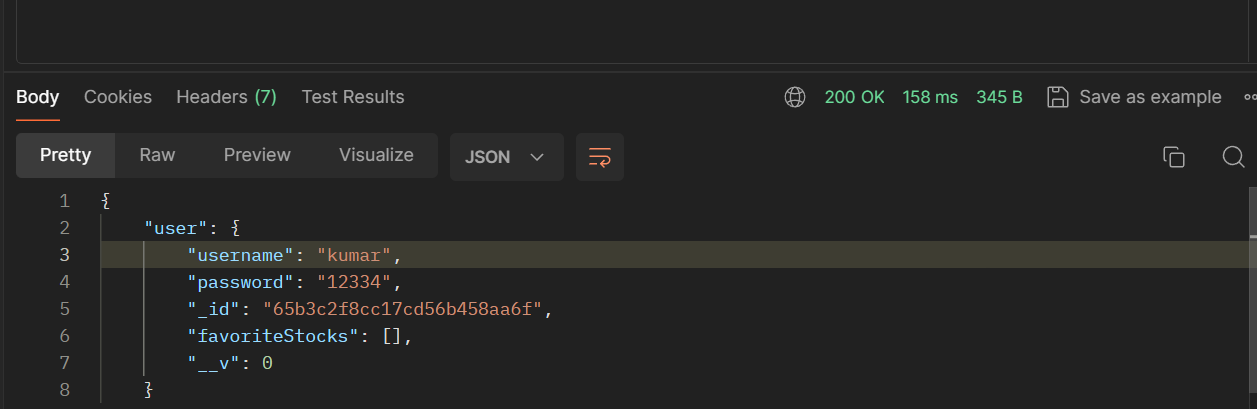 Body Cookies Headers (7) Test Results 200 OK 158 ms 345 B Save as example
Pretty Raw Preview Visualize JSON
1 {
2 "user": {
3 "username": "kumar",
4 "password": "12334",
5 "_id": "65b3c2f8cc17cd56b458aa6f",
6 "favoriteStocks": [],
7 "__v": 0
8 }